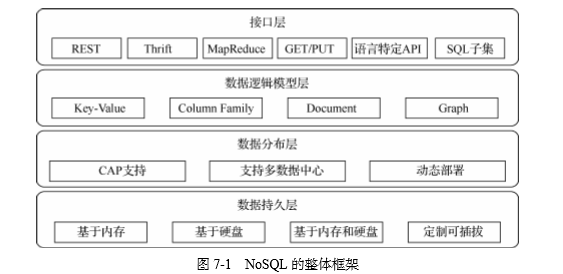 接口层
REST Thrift MapReduce GET/PUT 语言特定API SQL子集
数据逻辑模型层
Key-Value Column Family Document Graph
数据分布层
CAP支持 支持多数据中心 动态部署
数据持久层
基于内存 基于硬盘 基于内存和硬盘 定制可插拔
图 7-1 NoSQL 的整体框架